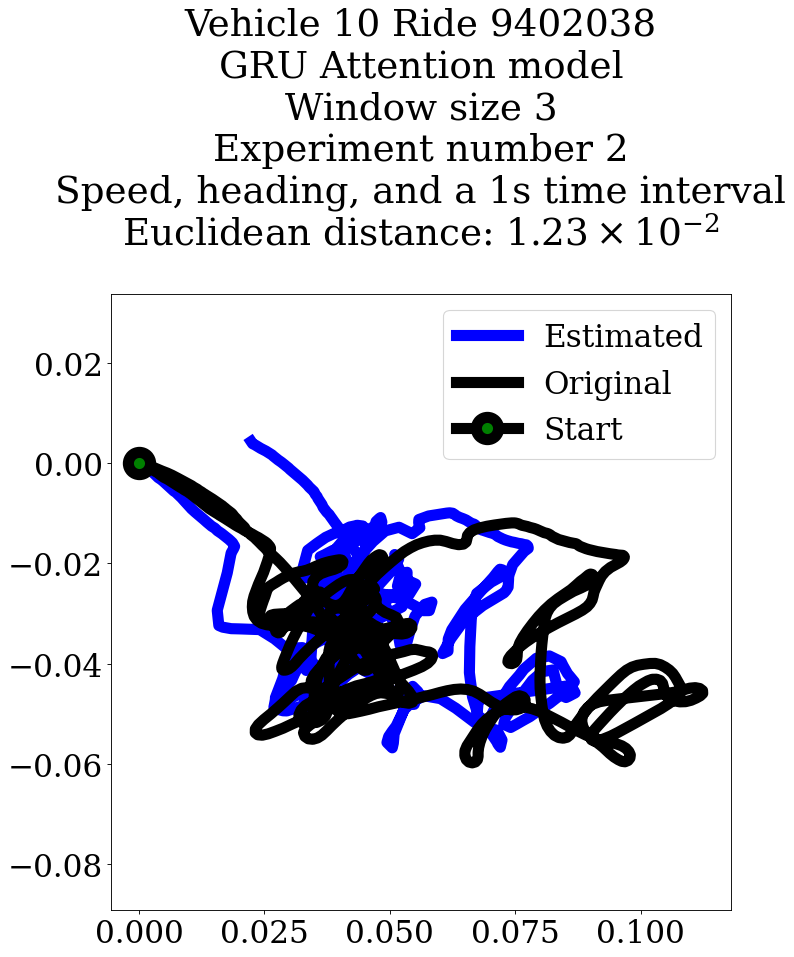 Vehicle 10 Ride 9402038
GRU Attention model
Window size 3
Experiment number 2
Speed, heading, and a 1s time interval
Euclidean distance: 1.23 × 10⁻²
Estimated
Original
Start
0.02
0.00
−0.02
−0.04
−0.06
−0.08
0.000 0.025 0.050 0.075 0.100